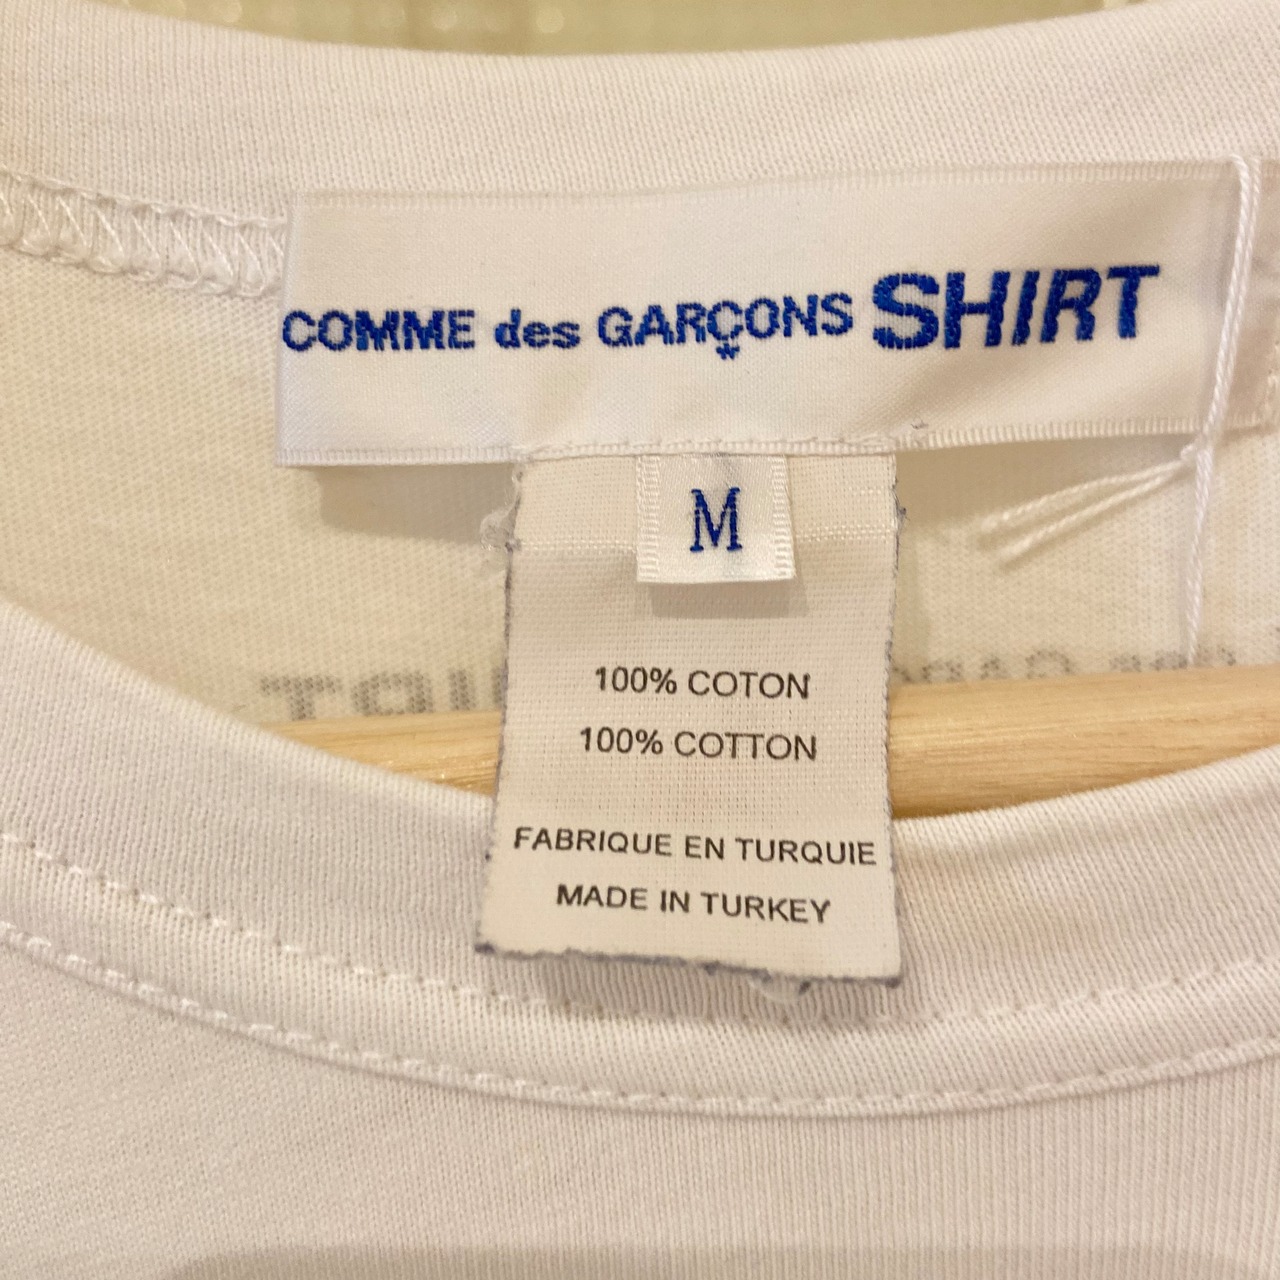 COMME des GARÇONS SHIRT
M
100% COTON
100% COTTON
FABRIQUE EN TURQUIE
MADE IN TURKEY